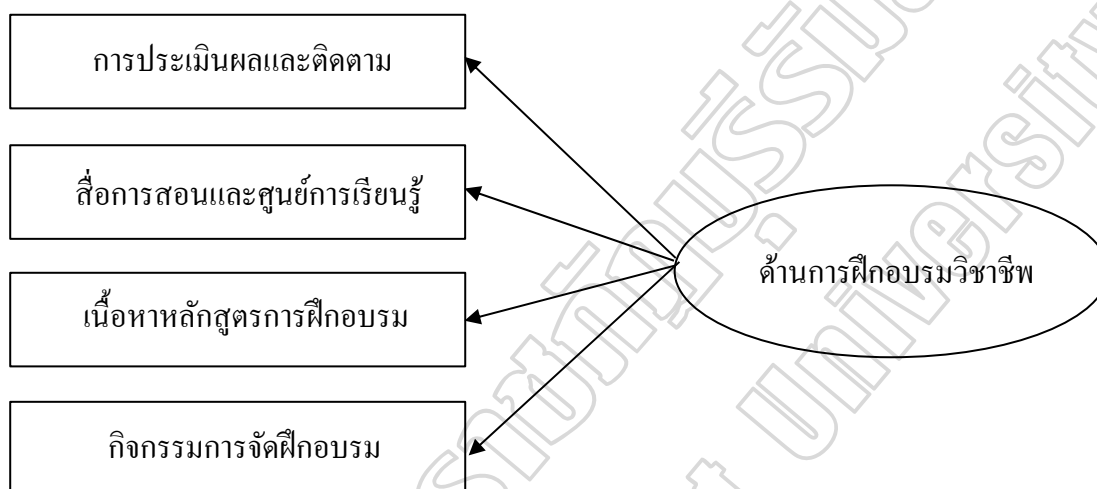 การประเมินผลและติดตาม
สื่อการสอนและศูนย์การเรียนรู้
ด้านการฝึกอบรมวิชาชีพ
เนื้อหาหลักสูตรการฝึกอบรม
กิจกรรมการจัดฝึกอบรม